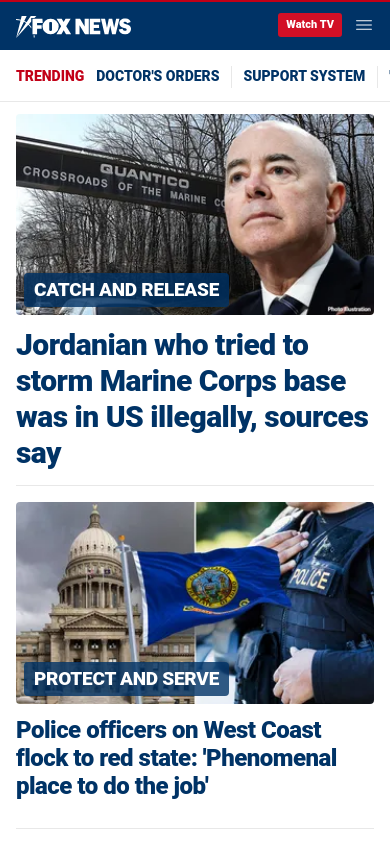 FOX NEWS
Watch TV
TRENDING DOCTOR'S ORDERS SUPPORT SYSTEM
QUANTICO
CROSSROADS OF THE MARINE CO
CATCH AND RELEASE
Photo Illustration
Jordanian who tried to
storm Marine Corps base
was in US illegally, sources
say
POLICE
PROTECT AND SERVE
Police officers on West Coast
flock to red state: 'Phenomenal
place to do the job'